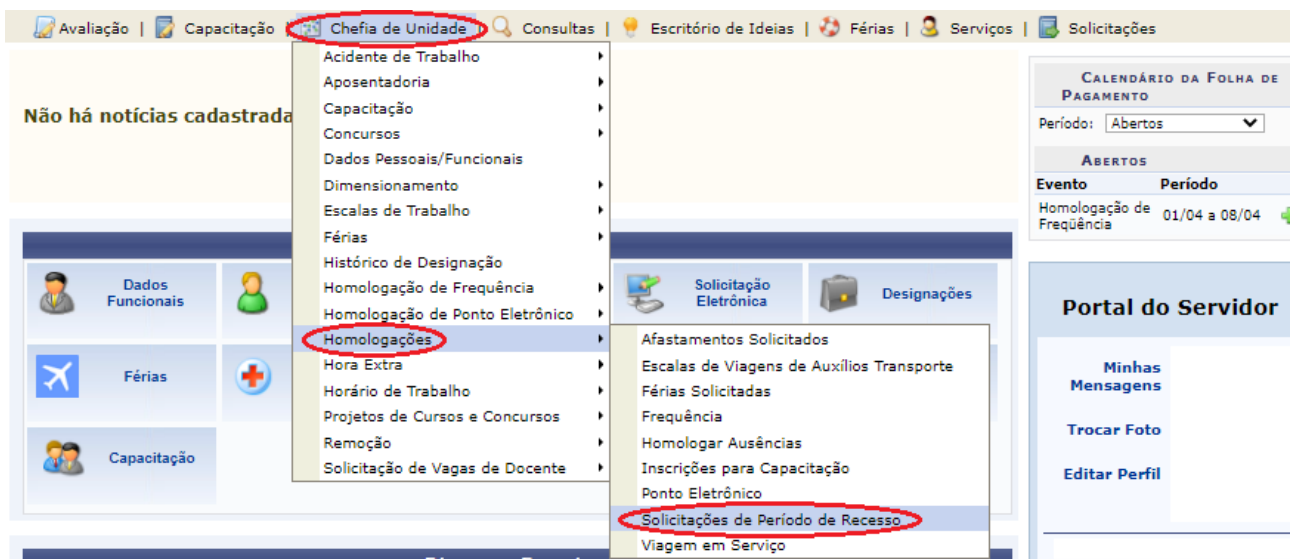 Avaliação | Capacitação | Chefia de Unidade | Consultas | Escritório de Ideias | Férias | Serviços | Solicitações
Não há notícias cadastrada
Acidente de Trabalho
Aposentadoria
Capacitação
Concursos
Dados Pessoais/Funcionais
Dimensionamento
Escalas de Trabalho
Férias
Histórico de Designação
Homologação de Frequência
Homologação de Ponto Eletrônico
Homologações
Hora Extra
Horário de Trabalho
Projetos de Cursos e Concursos
Remoção
Solicitação de Vagas de Docente
Afastamentos Solicitados
Escalas de Viagens de Auxílios Transporte
Férias Solicitadas
Frequência
Homologar Ausências
Inscrições para Capacitação
Ponto Eletrônico
Solicitações de Período de Recesso
Viagem em Serviço
Dados
Funcionais
Solicitação
Eletrônica
Designações
Férias
Capacitação
Calendário da Folha de
Pagamento
Período: Abertos
Abertos
Evento Período
Homologação de
Freqüência
01/04 a 08/04
Portal do Servidor
Minhas
Mensagens
Trocar Foto
Editar Perfil